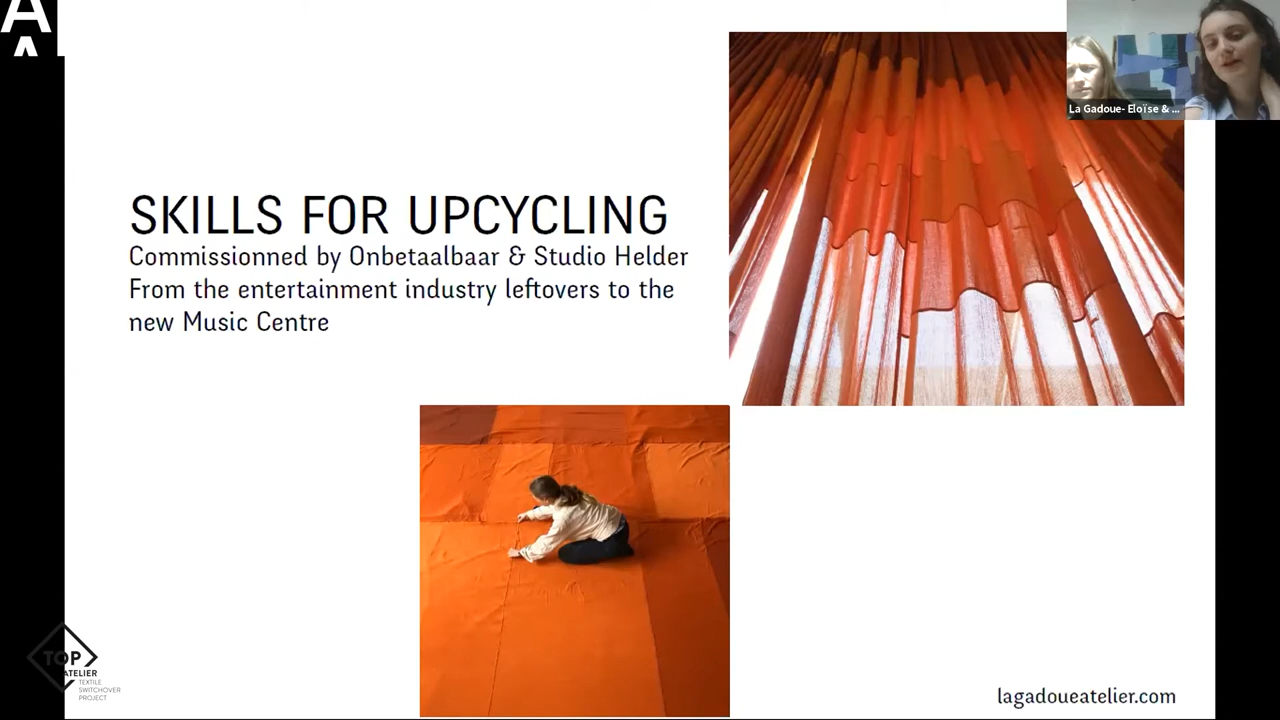 A
A
La Gadoue- Eloïse & ...
SKILLS FOR UPCYCLING
Commissionned by Onbetaalbaar & Studio Helder
From the entertainment industry leftovers to the
new Music Centre
TOP
ATELIER
TEXTILE
SWITCHOVER
PROJECT
lagadoueatelier.com